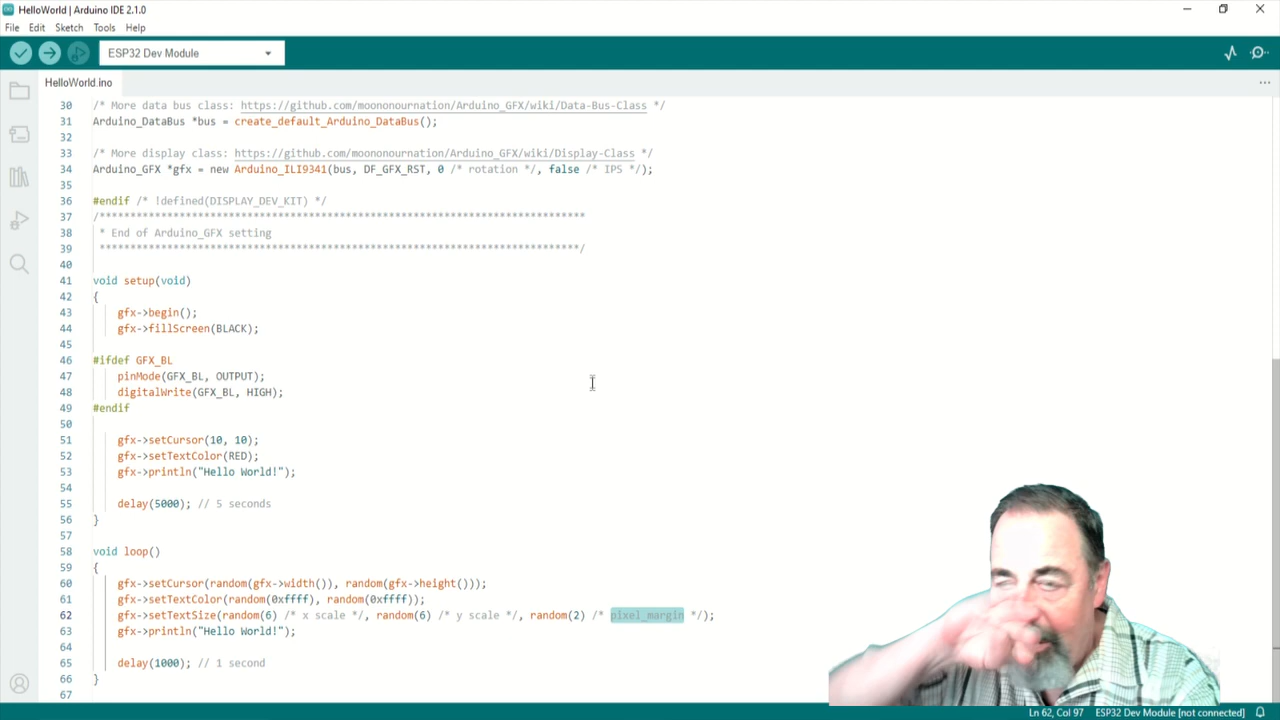 HelloWorld | Arduino IDE 2.1.0
File Edit Sketch Tools Help
ESP32 Dev Module
HelloWorld.ino
30 /* More data bus class: https://github.com/moononournation/Arduino_GFX/wiki/Data-Bus-Class */
31 Arduino_DataBus *bus = create_default_Arduino_DataBus();
32
33 /* More display class: https://github.com/moononournation/Arduino_GFX/wiki/Display-Class */
34 Arduino_GFX *gfx = new Arduino_ILI9341(bus, DF_GFX_RST, 0 /* rotation */, false /* IPS */);
35
36 #endif /* !defined(DISPLAY_DEV_KIT) */
37 /*******************************************************************************
38 * End of Arduino_GFX setting
39 ******************************************************************************/
40
41 void setup(void)
42 {
43 gfx->begin();
44 gfx->fillScreen(BLACK);
45
46 #ifdef GFX_BL
47 pinMode(GFX_BL, OUTPUT);
48 digitalWrite(GFX_BL, HIGH);
49 #endif
50
51 gfx->setCursor(10, 10);
52 gfx->setTextColor(RED);
53 gfx->println("Hello World!");
54
55 delay(5000); // 5 seconds
56 }
57
58 void loop()
59 {
60 gfx->setCursor(random(gfx->width()), random(gfx->height()));
61 gfx->setTextColor(random(0xffff), random(0xffff));
62 gfx->setTextSize(random(6) /* x scale */, random(6) /* y scale */, random(2) /* pixel_margin */);
63 gfx->println("Hello World!");
64
65 delay(1000); // 1 second
66 }
67
Ln 62, Col 97 ESP32 Dev Module [not connected]